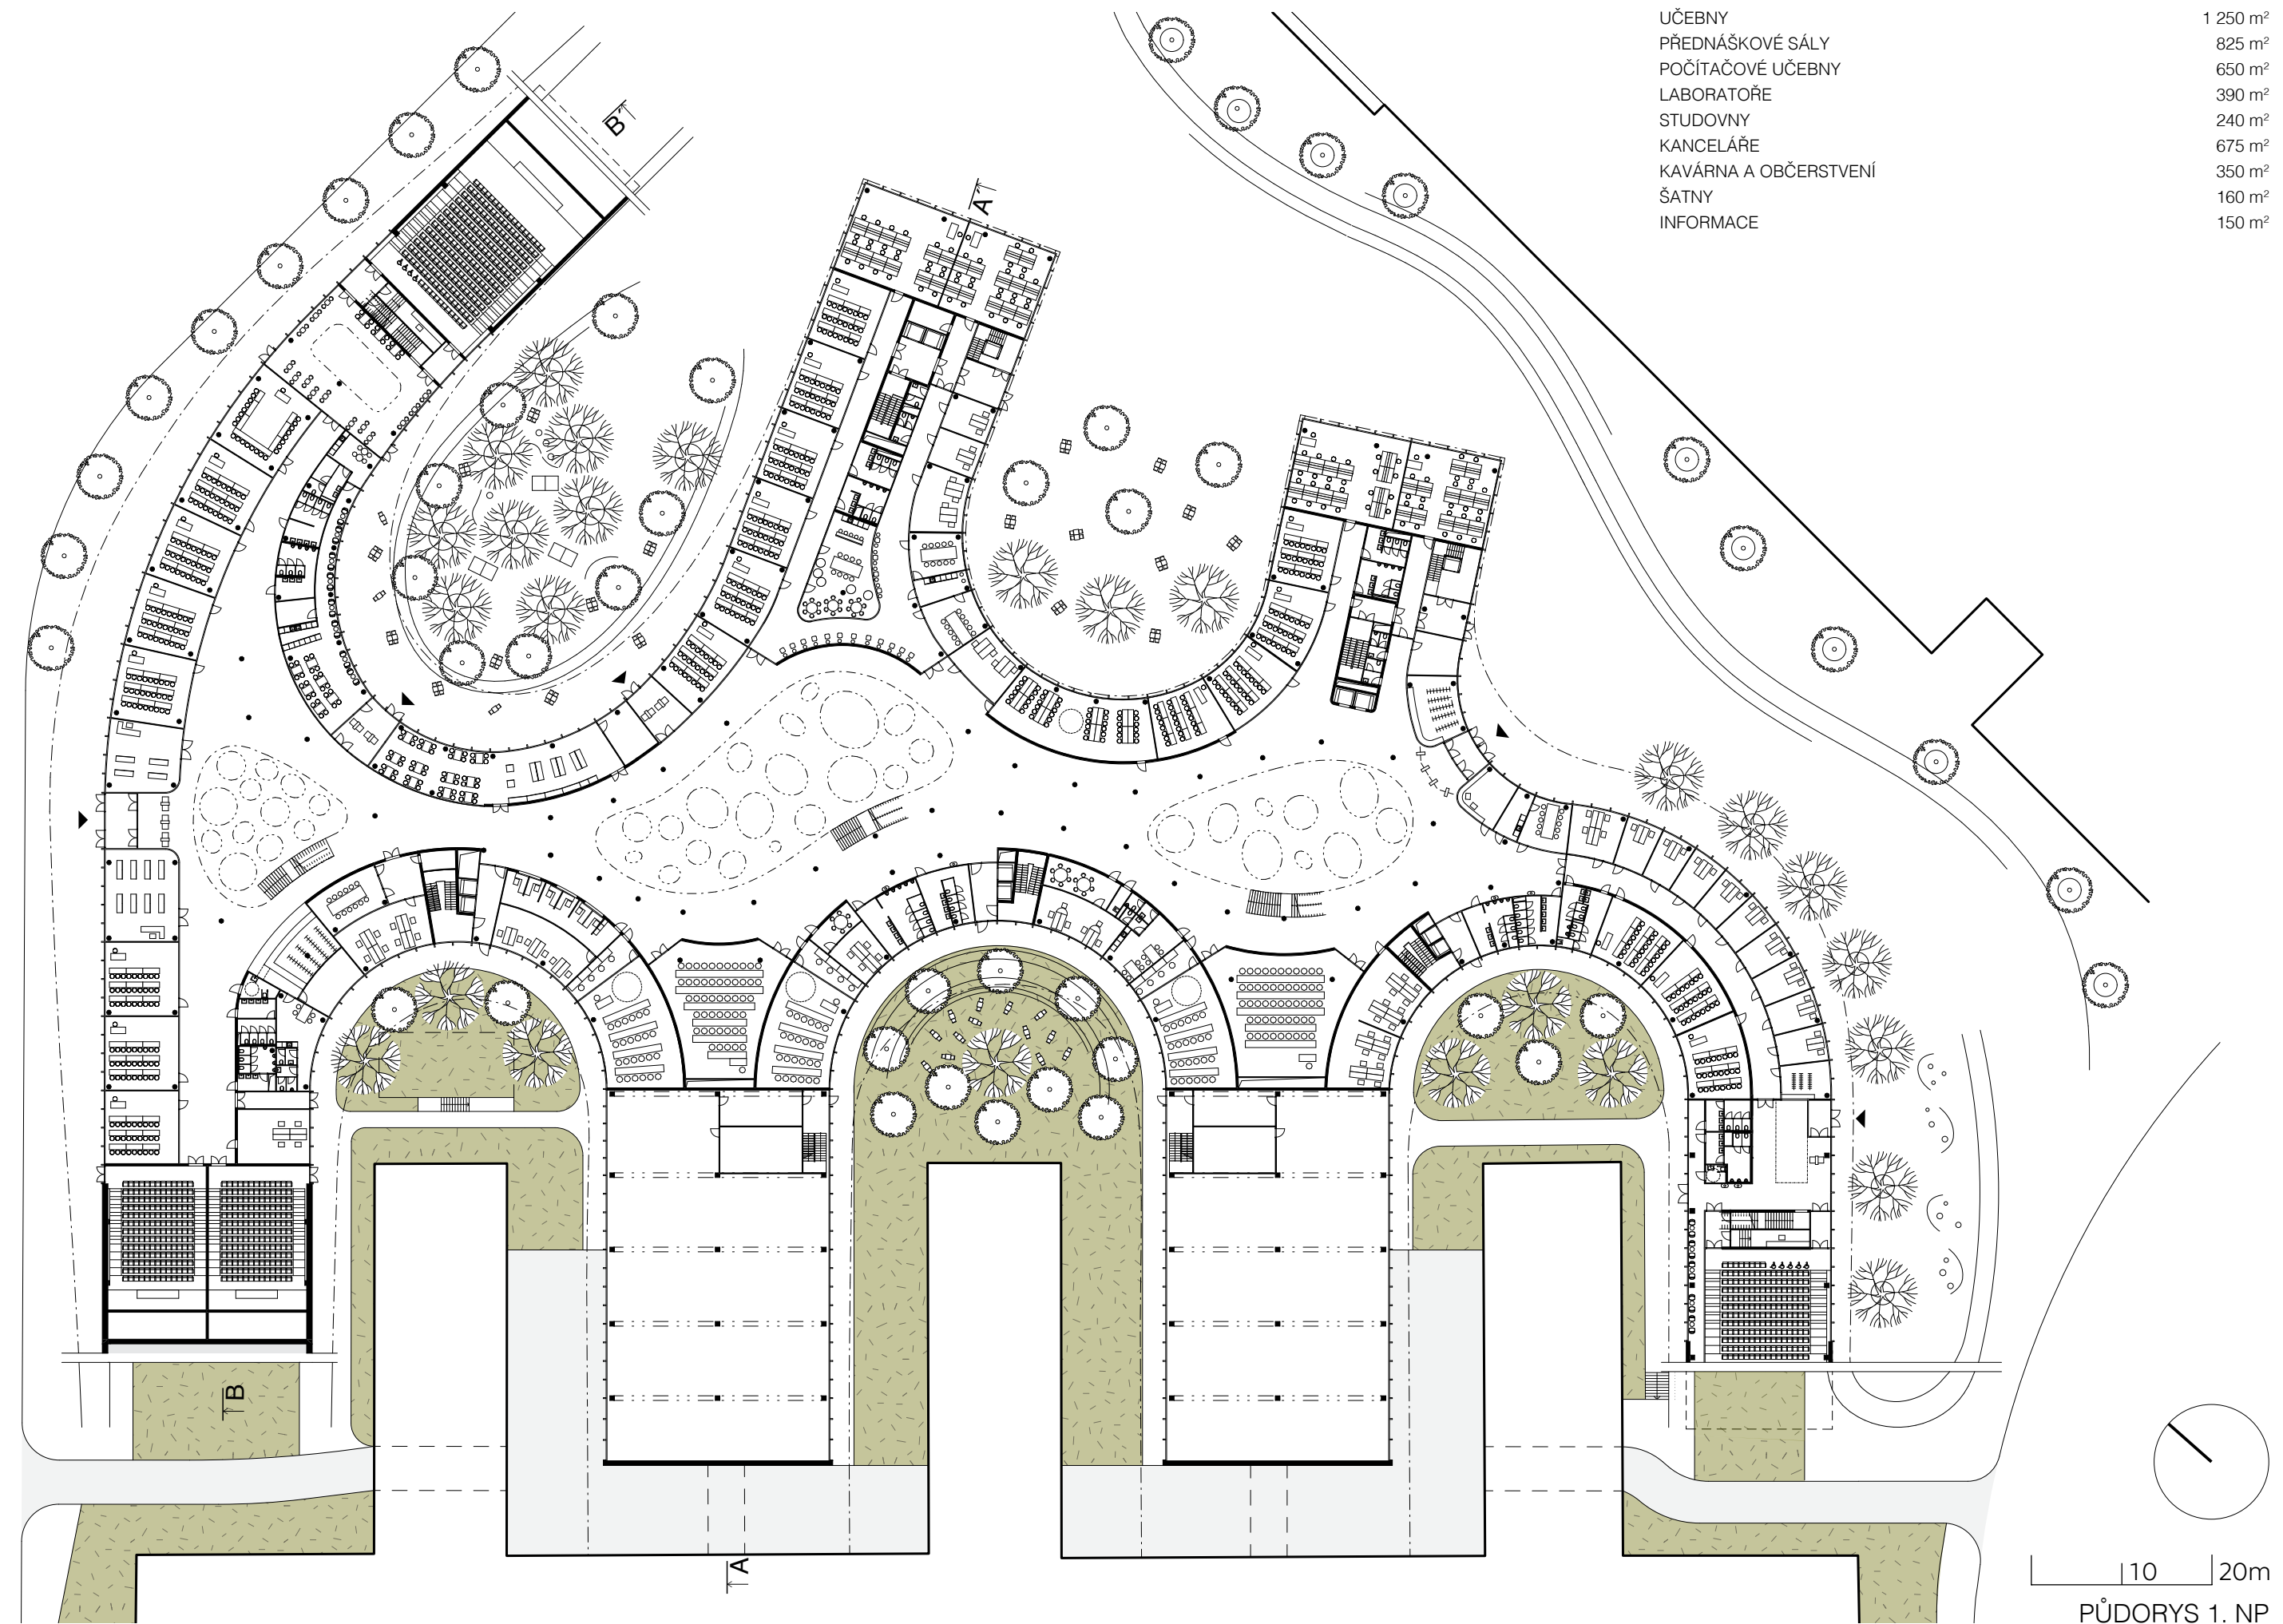 UČEBNY 1 250 m²
PŘEDNÁŠKOVÉ SÁLY 825 m²
POČÍTAČOVÉ UČEBNY 650 m²
LABORATOŘE 390 m²
STUDOVNY 240 m²
KANCELÁŘE 675 m²
KAVÁRNA A OBČERSTVENÍ 350 m²
ŠATNY 160 m²
INFORMACE 150 m²
B´
A´
B
A
10 20m
PŮDORYS 1. NP